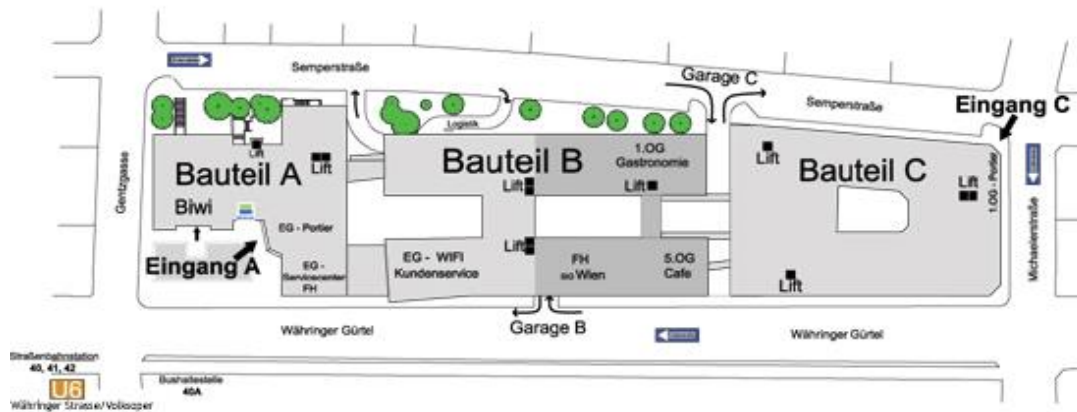 Semperstraße
Garage C
Semperstraße
Eingang C
Logistik
Lift
Bauteil A
Lift
Bauteil B
1.OG
Gastronomie
Lift
Bauteil C
Gentzgasse
Biwi
Lift
Lift
Lift
1.OG - Portier
Michaelerstraße
EG - Portier
Eingang A
EG -
Servicecenter
FH
EG - WIFI
Kundenservice
Lift
FH
BKO Wien
5.OG
Cafe
Lift
Garage B
Währinger Gürtel
Währinger Gürtel
Straßenbahnstation
40, 41, 42
U6
Währinger Strasse/Volksoper
Bushaltestelle
40A